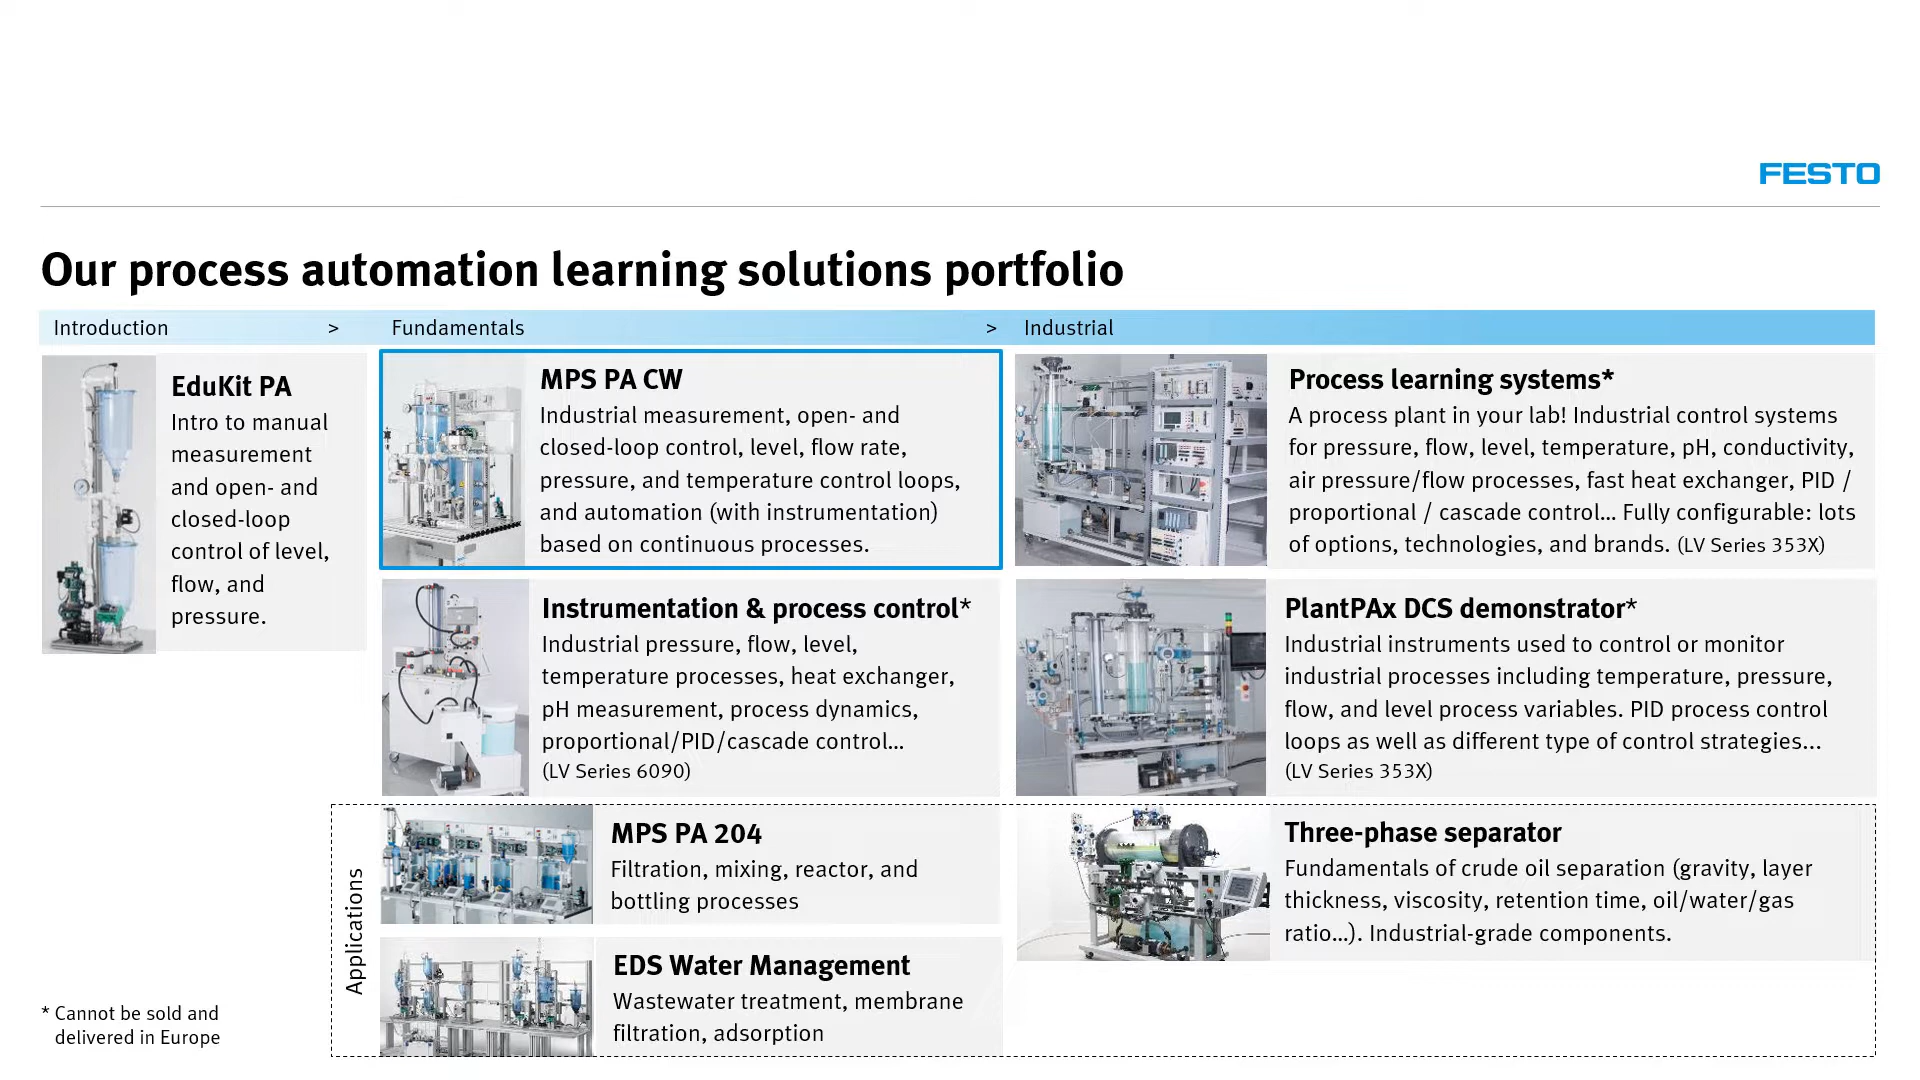 FESTO
Our process automation learning solutions portfolio
Introduction > Fundamentals > Industrial
EduKit PA
Intro to manual
measurement
and open- and
closed-loop
control of level,
flow, and
pressure.
MPS PA CW
Industrial measurement, open- and
closed-loop control, level, flow rate,
pressure, and temperature control loops,
and automation (with instrumentation)
based on continuous processes.
Process learning systems*
A process plant in your lab! Industrial control systems
for pressure, flow, level, temperature, pH, conductivity,
air pressure/flow processes, fast heat exchanger, PID /
proportional / cascade control... Fully configurable: lots
of options, technologies, and brands. (LV Series 353X)
Instrumentation & process control*
Industrial pressure, flow, level,
temperature processes, heat exchanger,
pH measurement, process dynamics,
proportional/PID/cascade control...
(LV Series 6090)
PlantPAx DCS demonstrator*
Industrial instruments used to control or monitor
industrial processes including temperature, pressure,
flow, and level process variables. PID process control
loops as well as different type of control strategies...
(LV Series 353X)
Applications
MPS PA 204
Filtration, mixing, reactor, and
bottling processes
Three-phase separator
Fundamentals of crude oil separation (gravity, layer
thickness, viscosity, retention time, oil/water/gas
ratio...). Industrial-grade components.
EDS Water Management
Wastewater treatment, membrane
filtration, adsorption
* Cannot be sold and
delivered in Europe